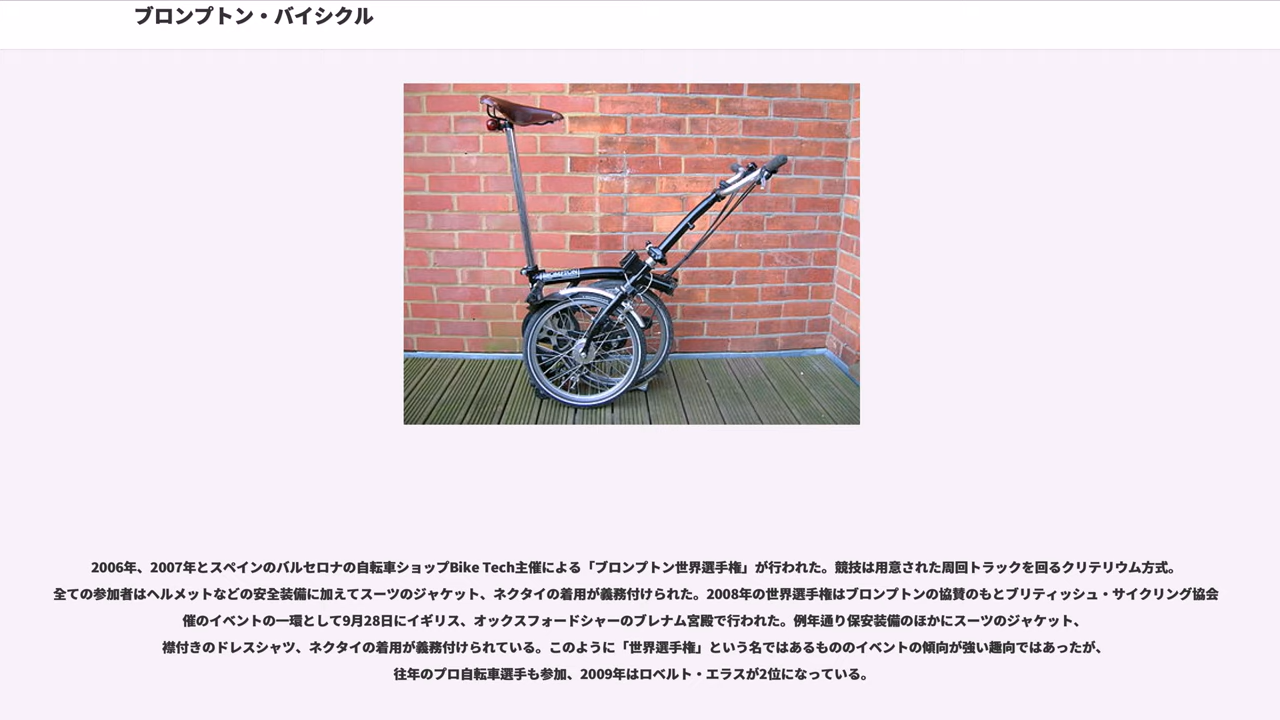 ブロンプトン・バイシクル
BROMPTON
2006年、2007年とスペインのバルセロナの自転車ショップBike Tech主催による「ブロンプトン世界選手権」が行われた。競技は用意された周回トラックを回るクリテリウム方式。
全ての参加者はヘルメットなどの安全装備に加えてスーツのジャケット、ネクタイの着用が義務付けられた。2008年の世界選手権はブロンプトンの協賛のもとブリティッシュ・サイクリング協会
催のイベントの一環として9月28日にイギリス、オックスフォードシャーのブレナム宮殿で行われた。例年通り保安装備のほかにスーツのジャケット、
襟付きのドレスシャツ、ネクタイの着用が義務付けられている。このように「世界選手権」という名ではあるもののイベントの傾向が強い趣向ではあったが、
往年のプロ自転車選手も参加、2009年はロベルト・エラスが2位になっている。